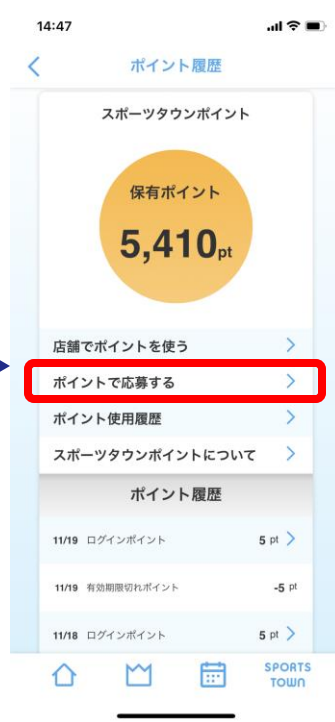 14:47
ポイント履歴
スポーツタウンポイント
保有ポイント
5,410pt
店舗でポイントを使う
ポイントで応募する
ポイント使用履歴
スポーツタウンポイントについて
ポイント履歴
11/19 ログインポイント 5 pt
11/19 有効期限切れポイント -5 pt
11/18 ログインポイント 5 pt
SPORTS
TOWN